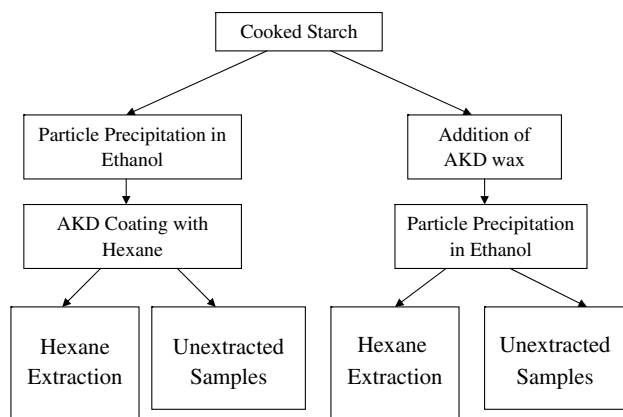 Cooked Starch
Particle Precipitation in
Ethanol
Addition of
AKD wax
AKD Coating with
Hexane
Particle Precipitation
in Ethanol
Hexane
Extraction
Unextracted
Samples
Hexane
Extraction
Unextracted
Samples